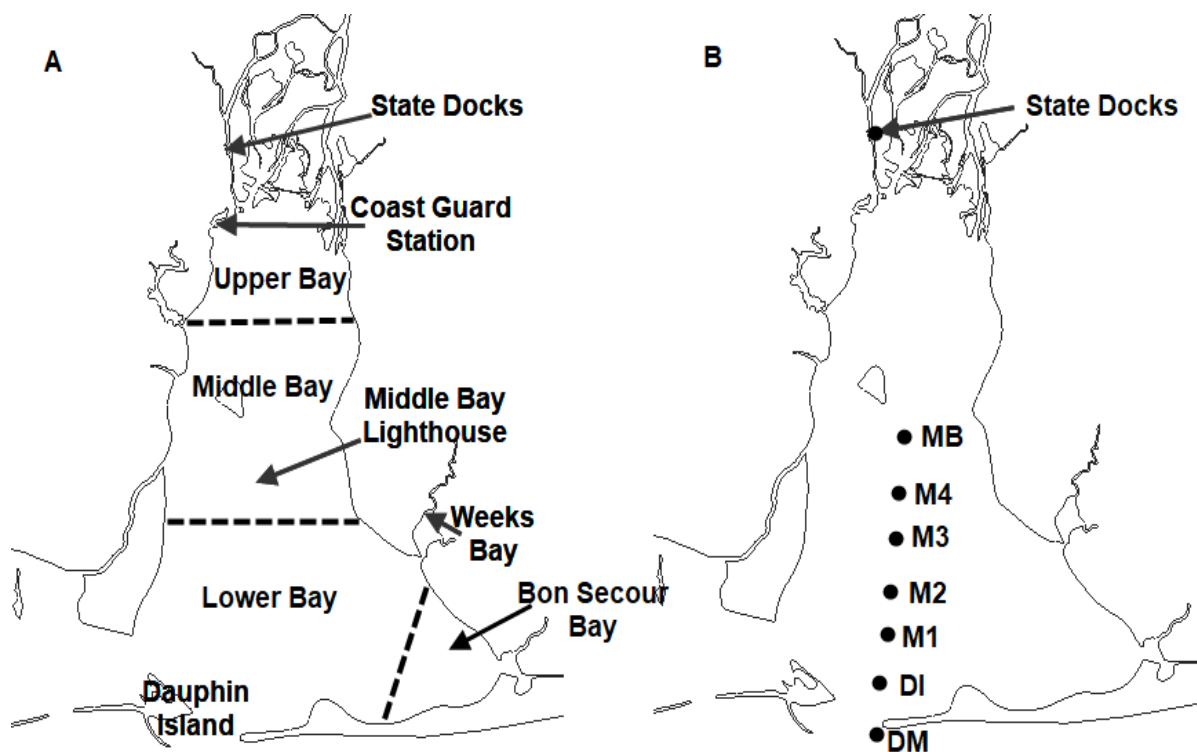 A
State Docks
Coast Guard
Station
Upper Bay
Middle Bay
Middle Bay
Lighthouse
Weeks
Bay
Lower Bay
Bon Secour
Bay
Dauphin
Island
B
State Docks
MB
M4
M3
M2
M1
DI
DM